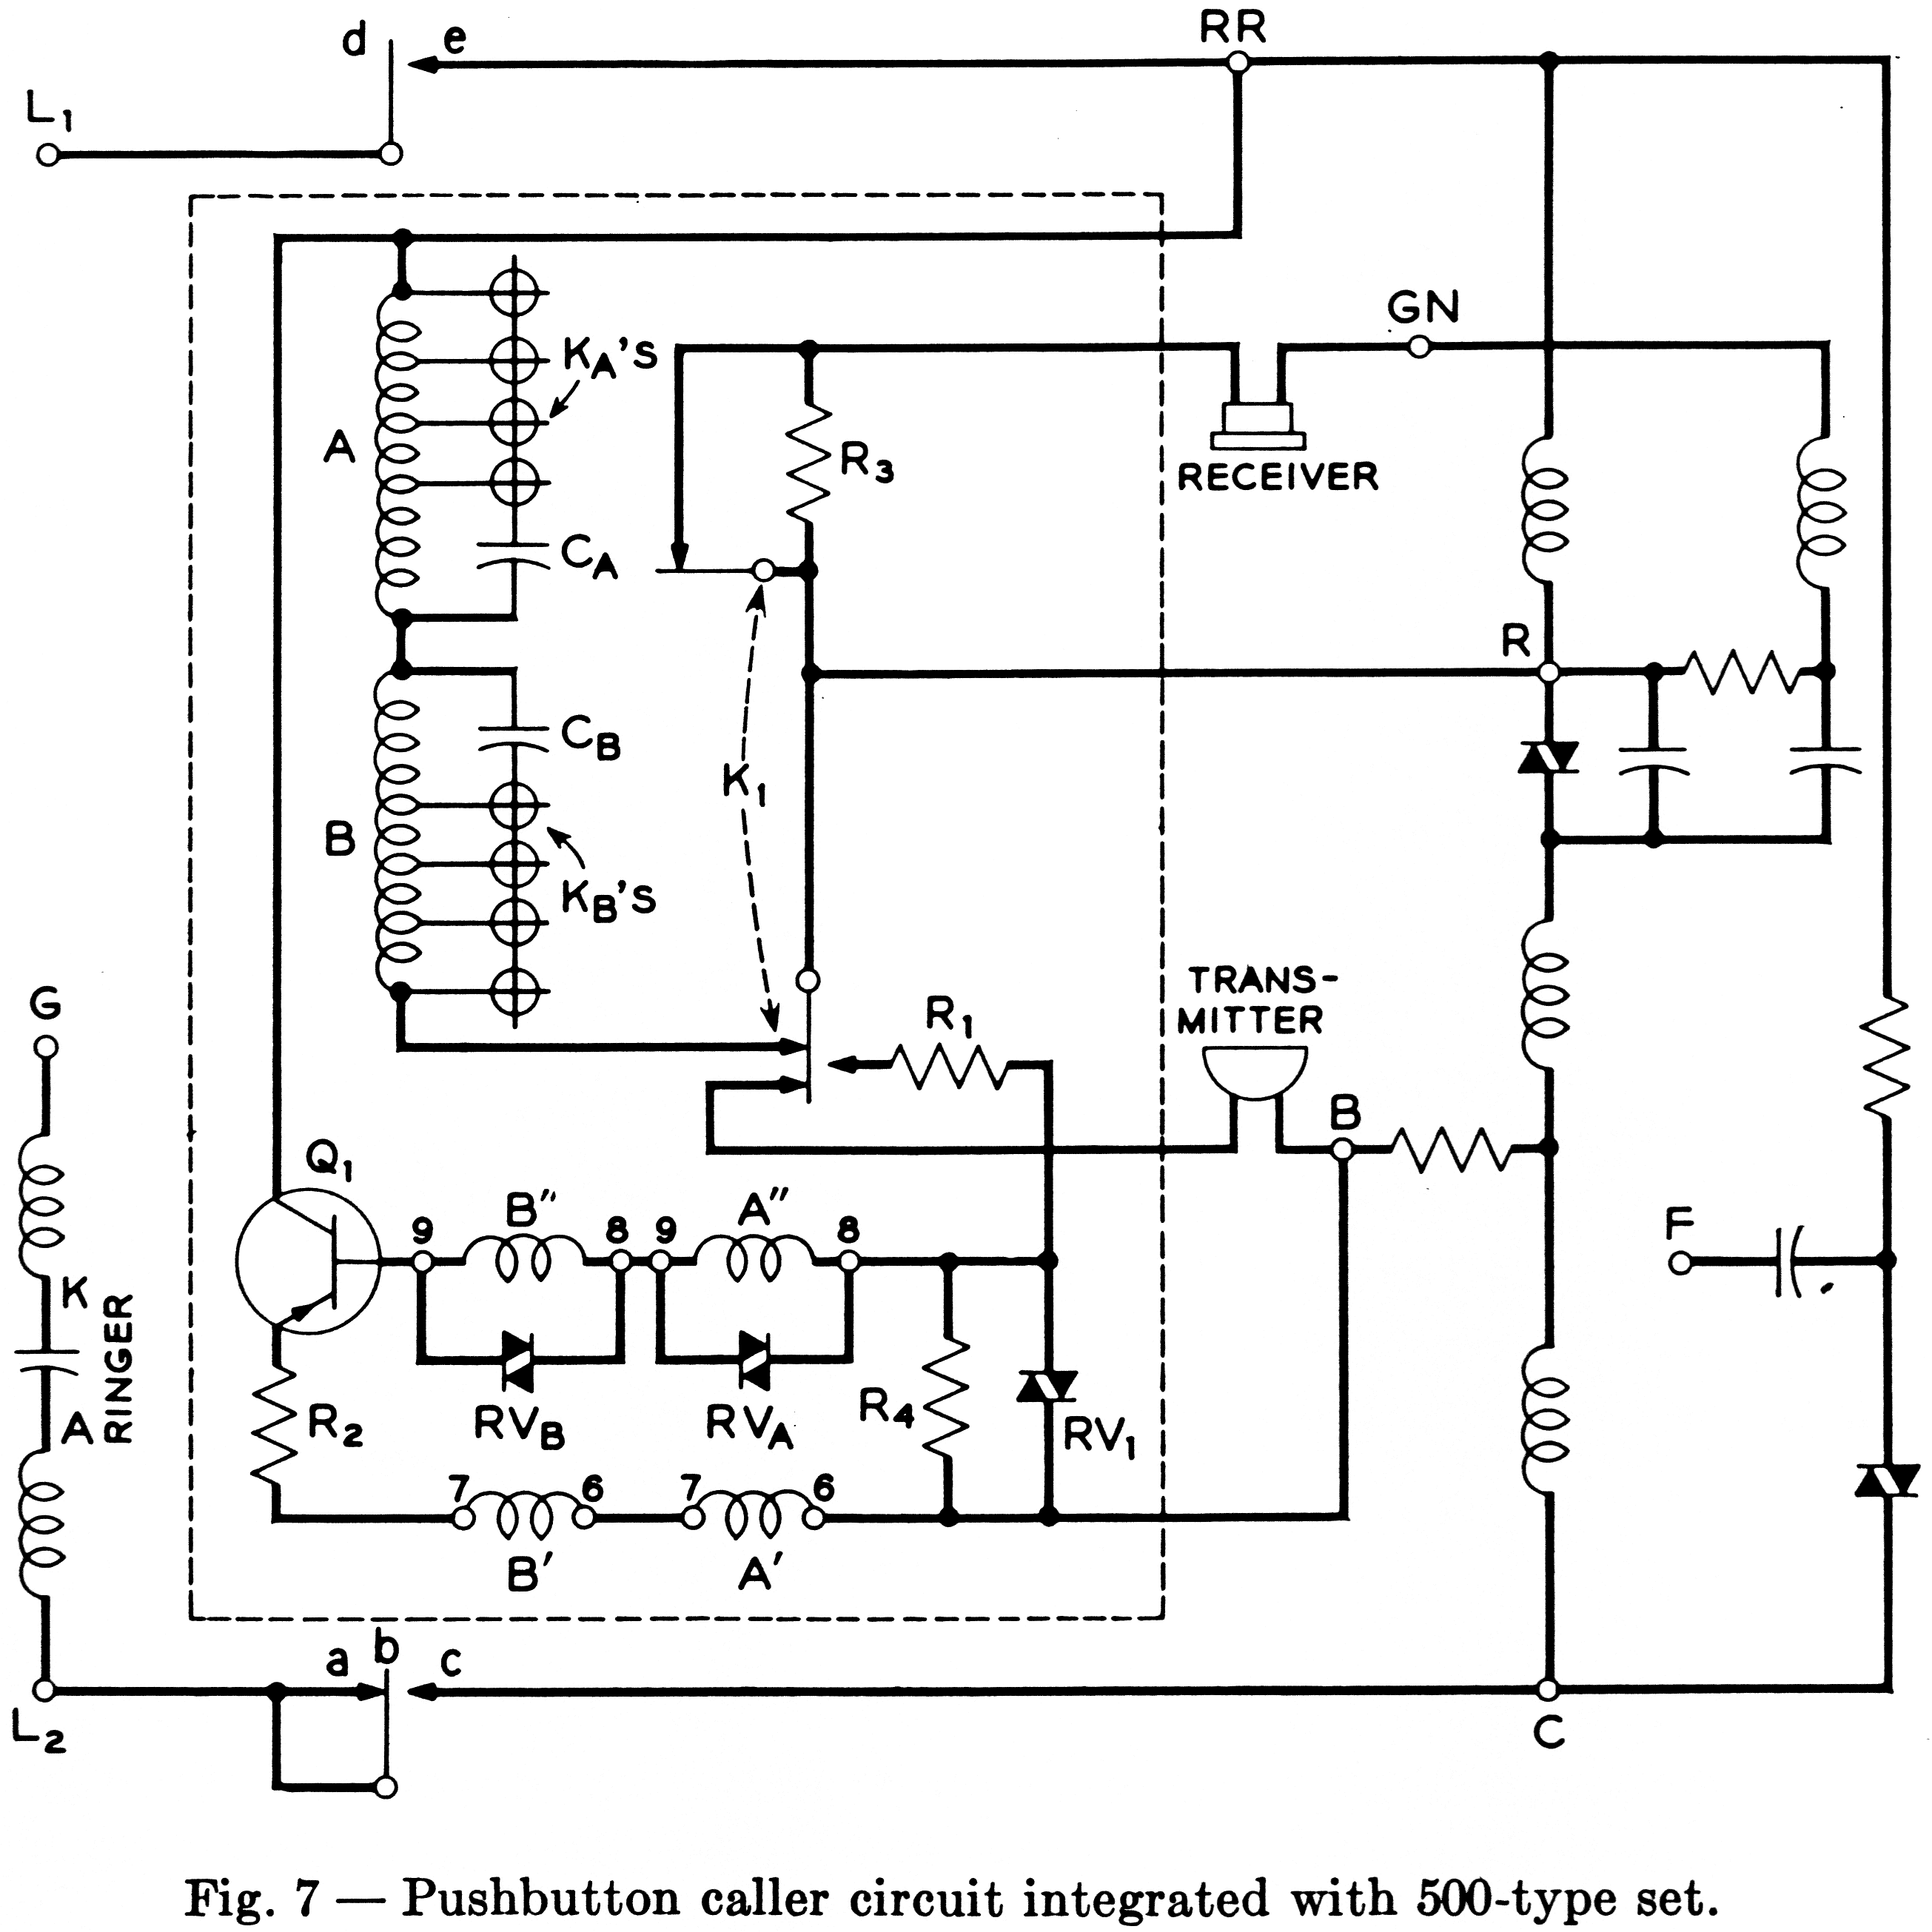 d
e
RR
L1
GN
KA'S
A
R3
RECEIVER
CA
R
CB
K1
B
KB'S
G
TRANS-
MITTER
R1
B
Q1
B″
A″
9
8
9
8
F
K
A
RINGER
R2
RVB
RVA
R4
RV1
7
6
7
6
B′
A′
a
b
c
L2
C
Fig. 7 — Pushbutton caller circuit integrated with 500-type set.